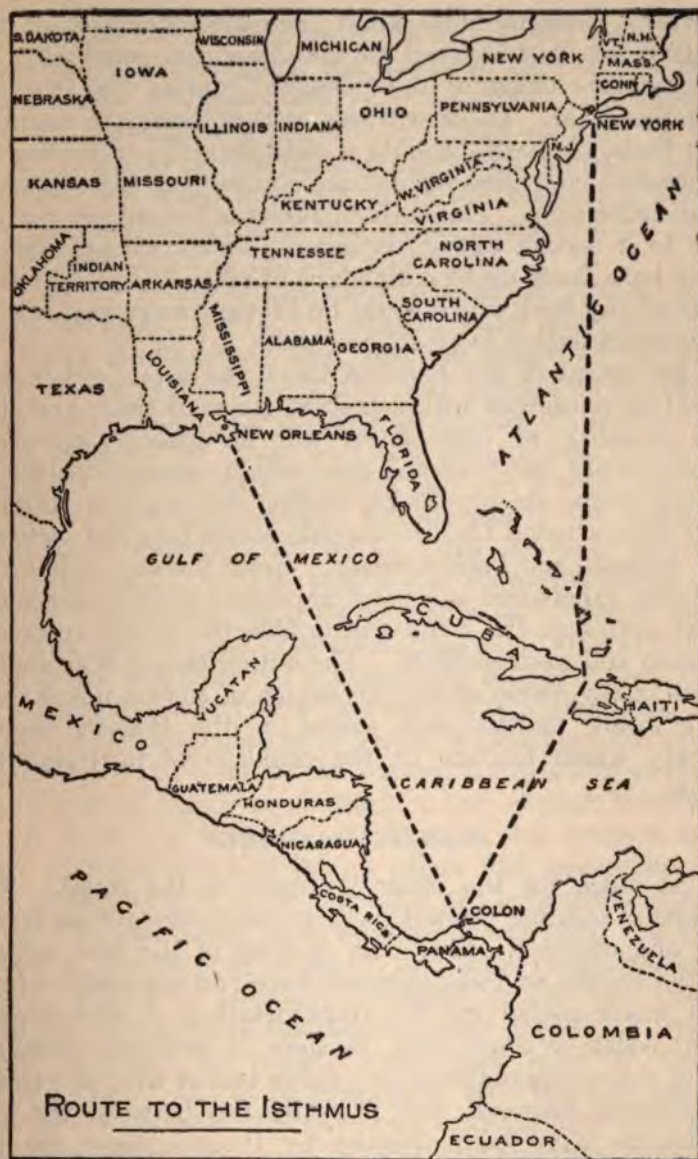 S. DAKOTA
WISCONSIN
MICHICAN
VT.
N.H.
NEW YORK
MASS.
CONN.
IOWA
NEBRASKA
ILLINOIS
INDIANA
OHIO
PENNSYLVANIA
NEW YORK
N.J.
KANSAS
MISSOURI
KENTUCKY
W. VIRGINIA
VIRGINIA
OKLAHOMA
INDIAN
TERRITORY
ARKANSAS
TENNESSEE
NORTH
CAROLINA
SOUTH
CAROLINA
MISSISSIPPI
ALABAMA
GEORGIA
TEXAS
LOUISIANA
NEW ORLEANS
FLORIDA
ATLANTIC OCEAN
GULF OF MEXICO
CUBA
YUCATAN
HAITI
MEXICO
GUATEMALA
HONDURAS
NICARAGUA
CARIBBEAN SEA
COSTA RICA
COLON
PANAMA
VENEZUELA
PACIFIC OCEAN
COLOMBIA
ROUTE TO THE ISTHMUS
ECUADOR